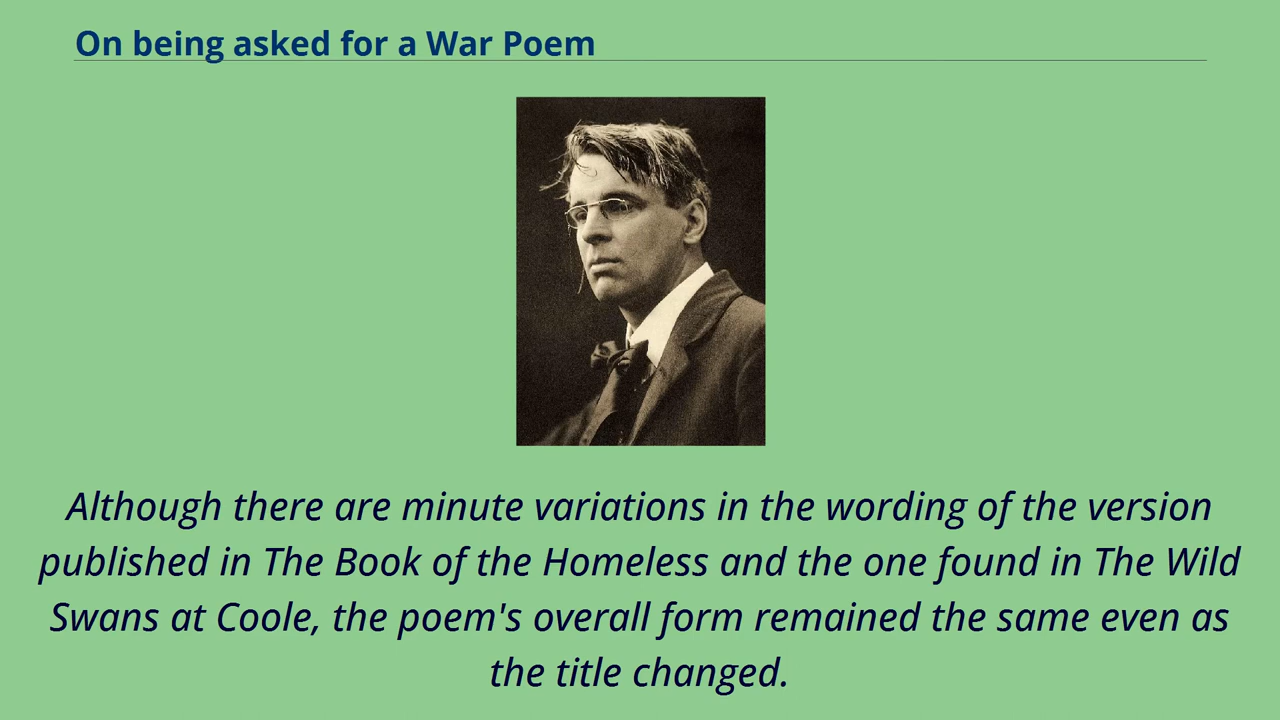 On being asked for a War Poem
Although there are minute variations in the wording of the version
published in The Book of the Homeless and the one found in The Wild
Swans at Coole, the poem's overall form remained the same even as
the title changed.